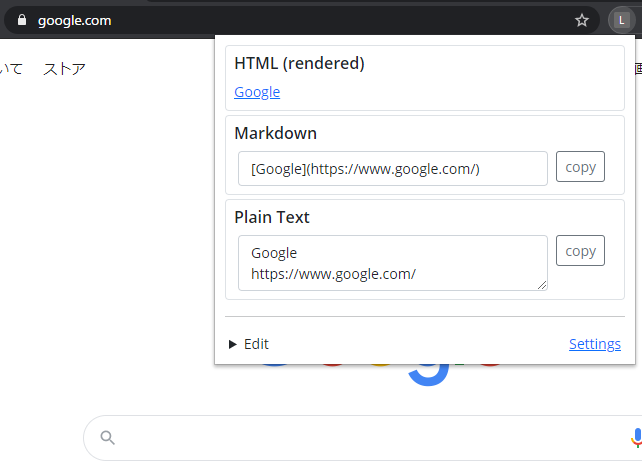 google.com
L
いて ストア
HTML (rendered)
Google
Markdown
[Google](https://www.google.com/)
copy
Plain Text
Google
https://www.google.com/
copy
Edit
Settings